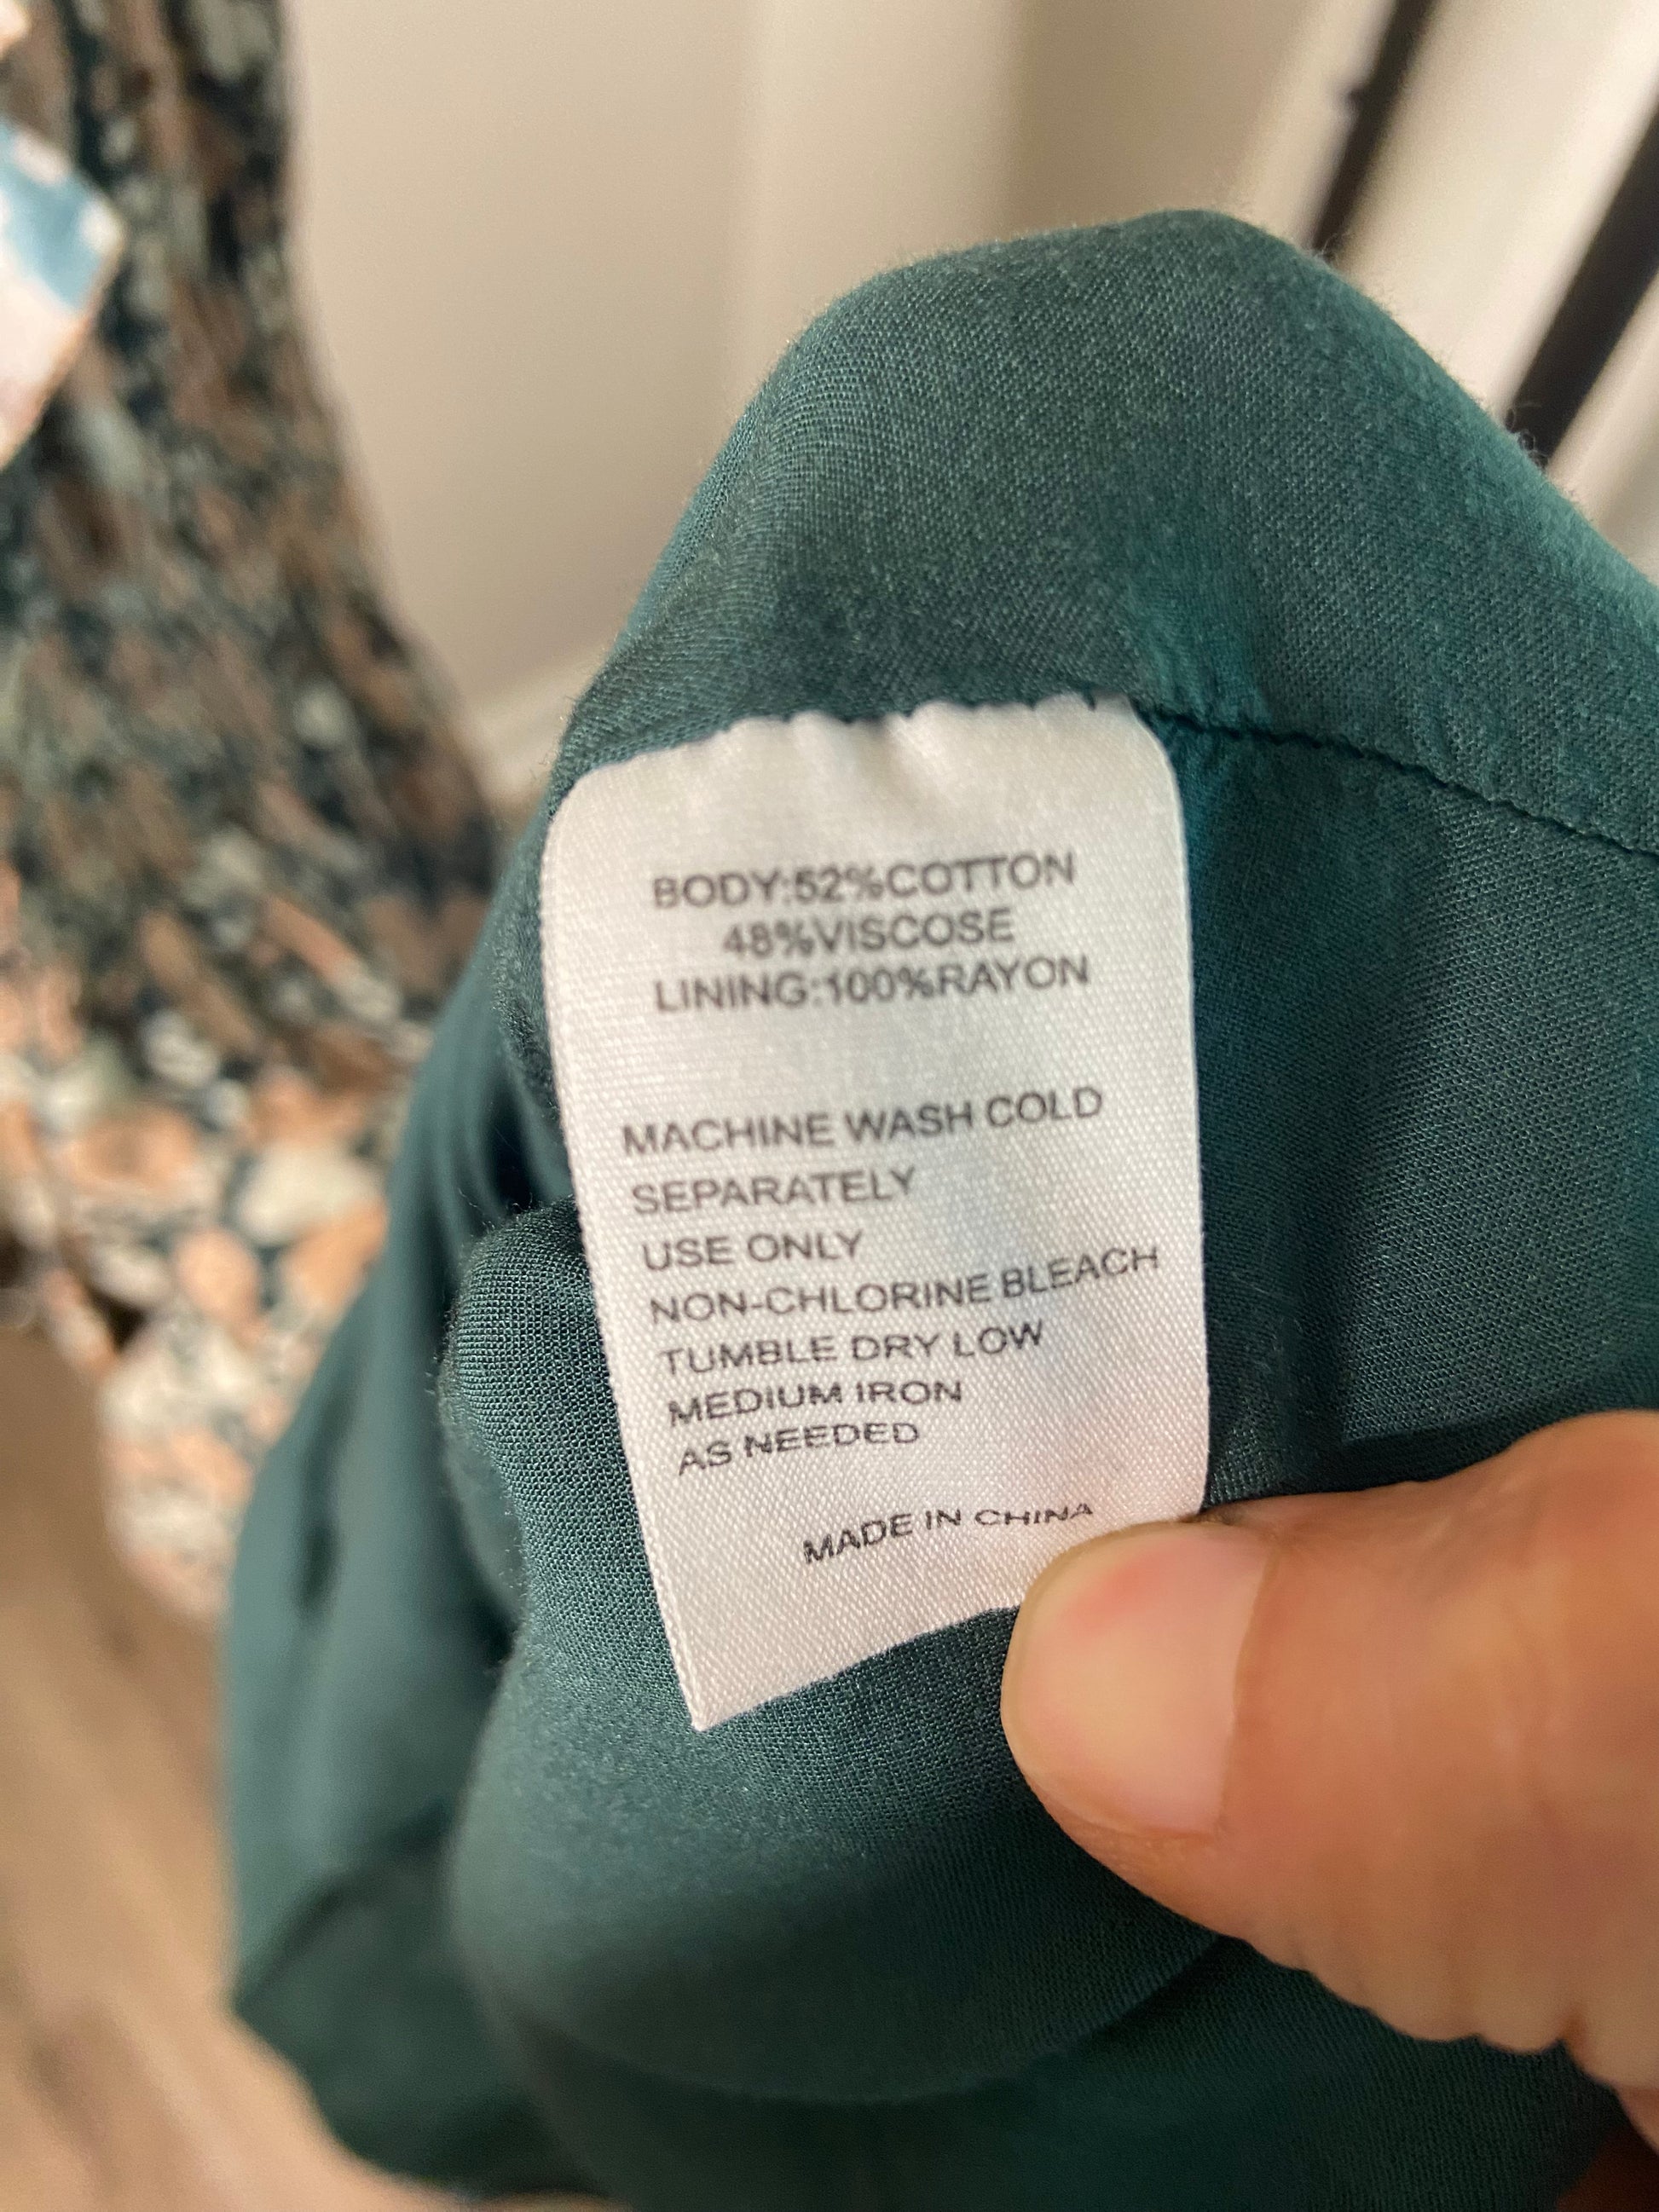 BODY:52%COTTON
48%VISCOSE
LINING:100%RAYON
MACHINE WASH COLD
SEPARATELY
USE ONLY
NON-CHLORINE BLEACH
TUMBLE DRY LOW
MEDIUM IRON
AS NEEDED
MADE IN CHINA